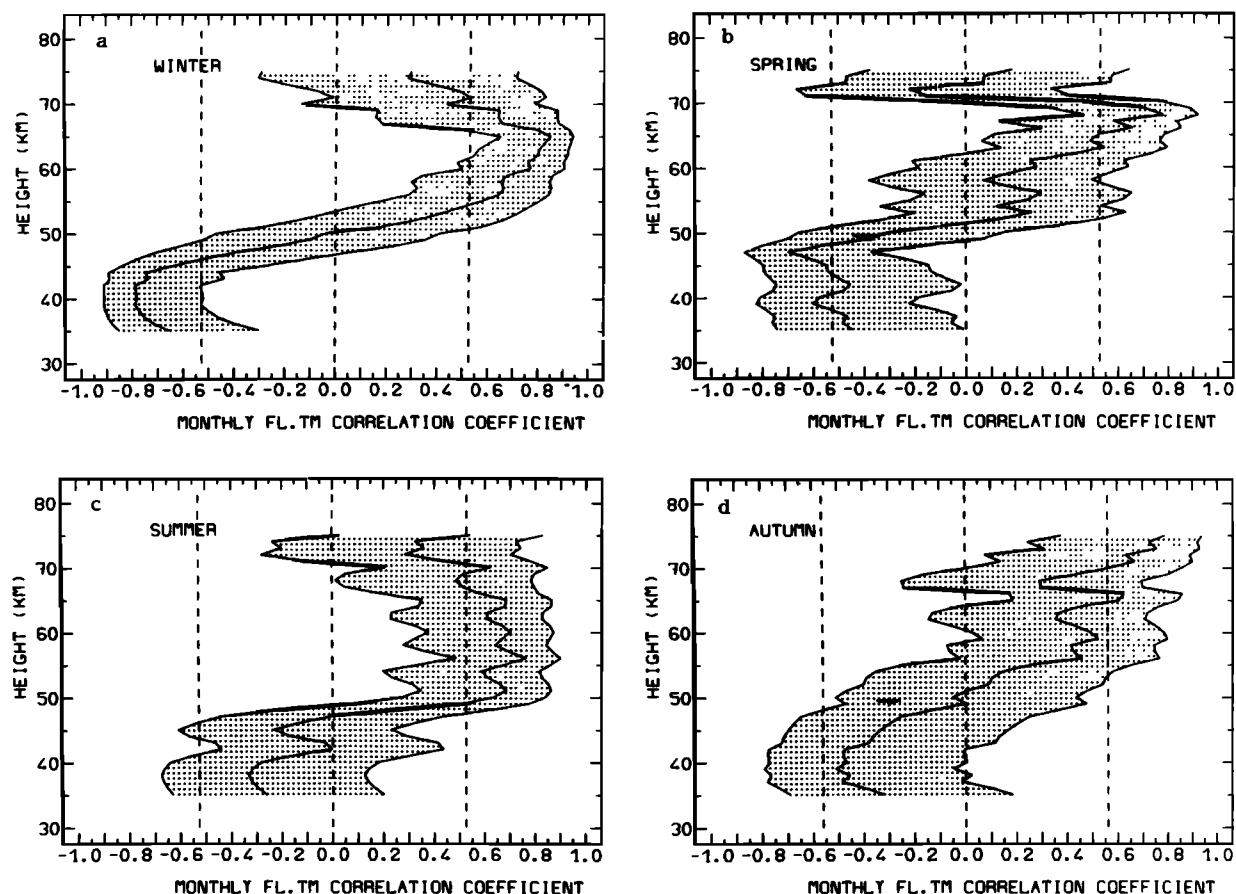 a
WINTER
80
70
60
50
40
30
HEIGHT (KM)
-1.0 -0.8 -0.6 -0.4 -0.2 0.0 0.2 0.4 0.6 0.8 1.0
MONTHLY FL.TM CORRELATION COEFFICIENT
b
SPRING
80
70
60
50
40
30
HEIGHT (KM)
-1.0 -0.8 -0.6 -0.4 -0.2 0.0 0.2 0.4 0.6 0.8 1.0
MONTHLY FL.TM CORRELATION COEFFICIENT
c
SUMMER
80
70
60
50
40
30
HEIGHT (KM)
-1.0 -0.8 -0.6 -0.4 -0.2 0.0 0.2 0.4 0.6 0.8 1.0
MONTHLY FL.TM CORRELATION COEFFICIENT
d
AUTUMN
80
70
60
50
40
30
HEIGHT (KM)
-1.0 -0.8 -0.6 -0.4 -0.2 0.0 0.2 0.4 0.6 0.8 1.0
MONTHLY FL.TM CORRELATION COEFFICIENT